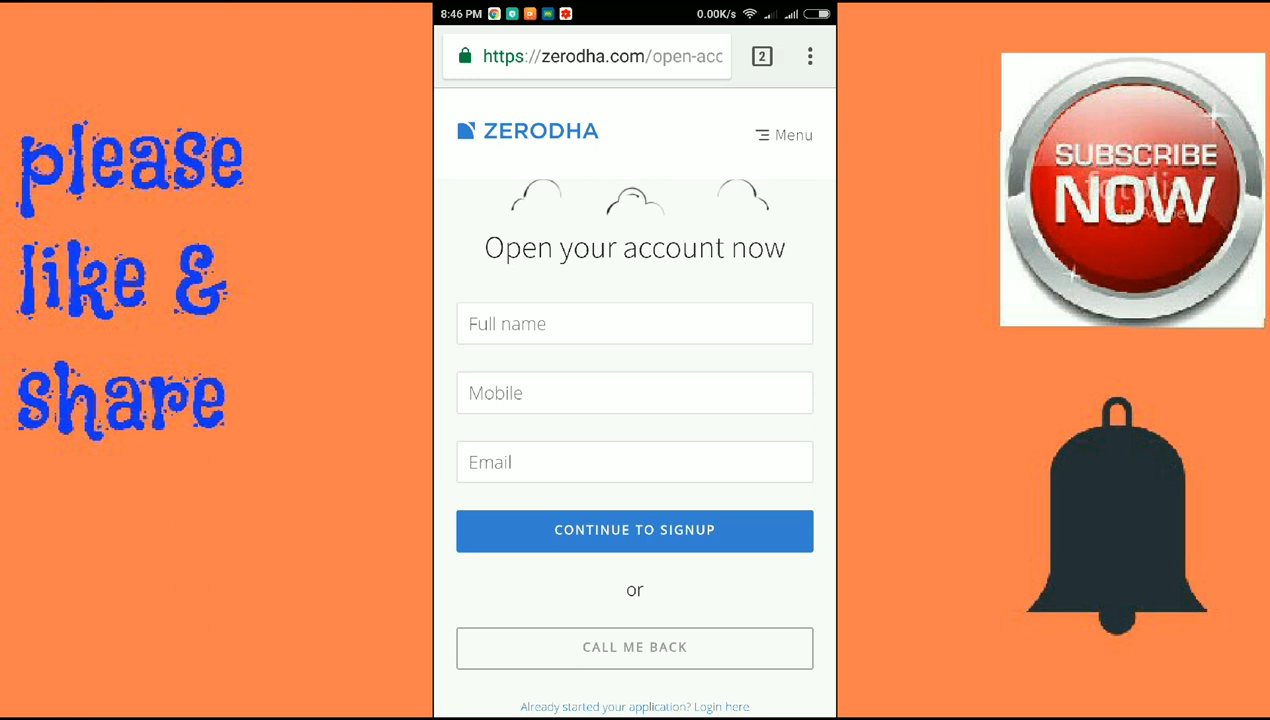 please
like &
share
8:46 PM
0.00K/s
https://zerodha.com/open-acc
2
ZERODHA
Menu
Open your account now
Full name
Mobile
Email
CONTINUE TO SIGNUP
or
CALL ME BACK
Already started your application? Login here
SUBSCRIBE
NOW